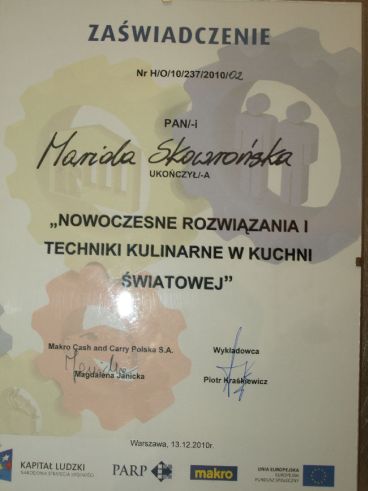 ZAŚWIADCZENIE
Nr H/O/10/237/2010/02
PAN/-i
Mariola Skowrońska
UKOŃCZYŁ/-A
„NOWOCZESNE ROZWIĄZANIA I
TECHNIKI KULINARNE W KUCHNI
ŚWIATOWEJ”
Makro Cash and Carry Polska S.A.
Magdalena Janicka
Wykładowca
Piotr Kraśkiewicz
Warszawa, 13.12.2010r.
KAPITAŁ LUDZKI
NARODOWA STRATEGIA SPÓJNOŚCI
PARP
makro
UNIA EUROPEJSKA
EUROPEJSKI
FUNDUSZ SPOŁECZNY